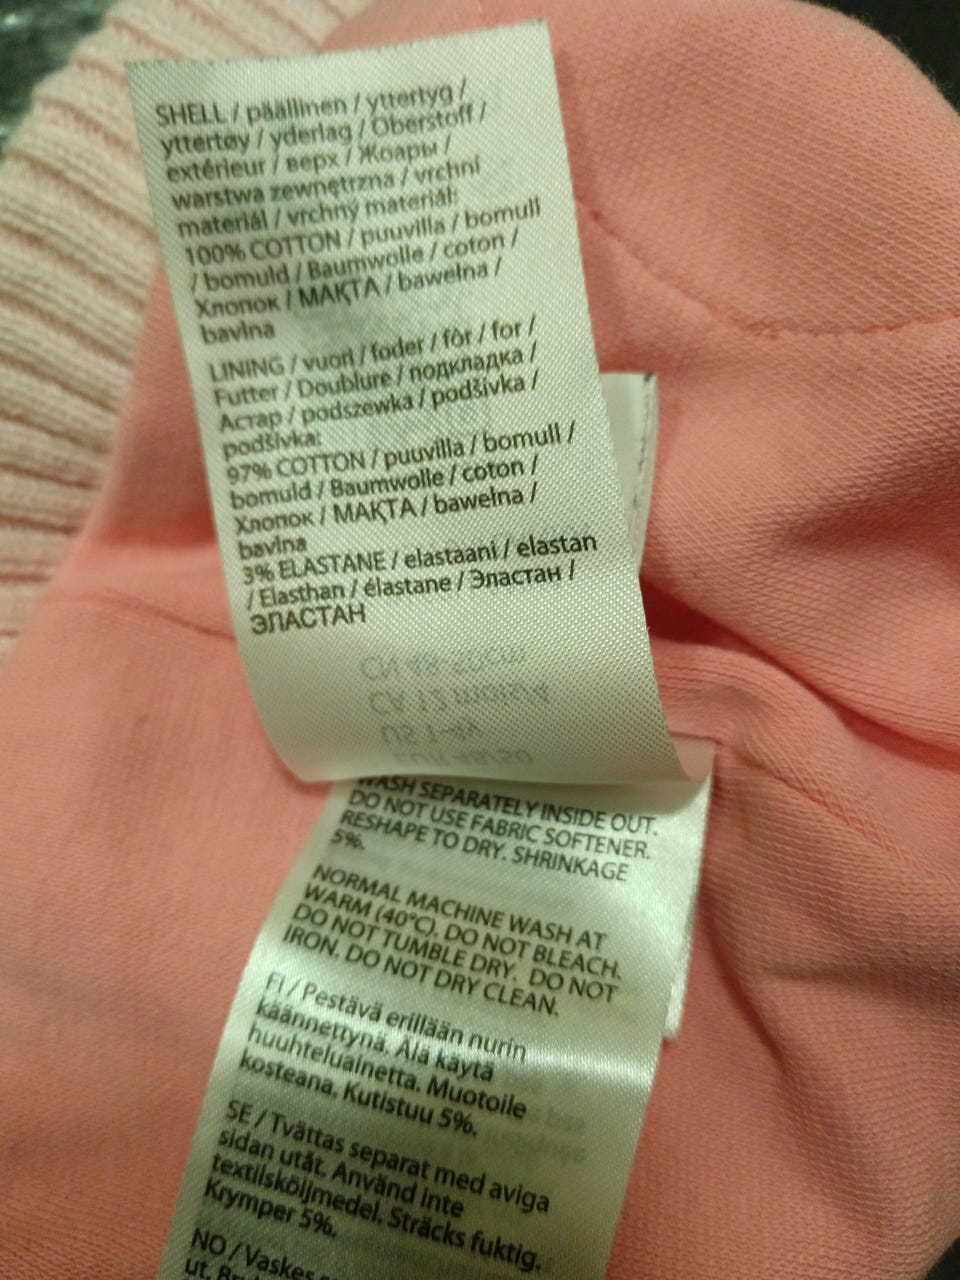 SHELL / päällinen / yttertyg /
yttertøy / yderlag / Oberstoff /
extérieur / верх / Жоары /
warstwa zewnętrzna / vrchní
materiál / vrchný materiál:
100% COTTON / puuvilla / bomull
/ bomuld / Baumwolle / coton /
Хлопок / МАҚТА / bawełna /
bavlna
LINING / vuori / foder / fôr / for /
Futter / Doublure / подкладка /
Астар / podszewka / podšívka /
podšívka:
97% COTTON / puuvilla / bomull /
bomuld / Baumwolle / coton /
Хлопок / МАҚТА / bawełna /
bavlna
3% ELASTANE / elastaani / elastan
/ Elasthan / élastane / Эластан /
ЭЛАСТАН
WASH SEPARATELY INSIDE OUT.
DO NOT USE FABRIC SOFTENER.
RESHAPE TO DRY. SHRINKAGE
5%.
NORMAL MACHINE WASH AT
WARM (40°C). DO NOT BLEACH.
DO NOT TUMBLE DRY. DO NOT
IRON. DO NOT DRY CLEAN.
FI / Pestävä erillään nurin
käännettynä. Älä käytä
huuhteluainetta. Muotoile
kosteana. Kutistuu 5%.
SE / Tvättas separat med aviga
sidan utåt. Använd inte
textilsköljmedel. Sträcks fuktig.
Krymper 5%.
NO / Vaskes
ut.